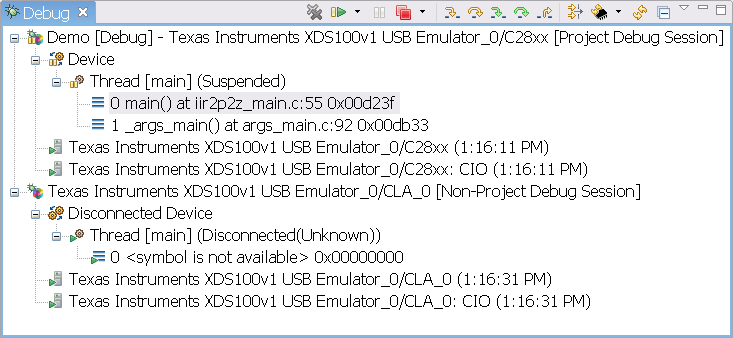 Debug
Demo [Debug] - Texas Instruments XDS100v1 USB Emulator_0/C28xx [Project Debug Session]
Device
Thread [main] (Suspended)
0 main() at iir2p2z_main.c:55 0x00d23f
1 _args_main() at args_main.c:92 0x00db33
Texas Instruments XDS100v1 USB Emulator_0/C28xx (1:16:11 PM)
Texas Instruments XDS100v1 USB Emulator_0/C28xx: CIO (1:16:11 PM)
Texas Instruments XDS100v1 USB Emulator_0/CLA_0 [Non-Project Debug Session]
Disconnected Device
Thread [main] (Disconnected(Unknown))
0 <symbol is not available> 0x00000000
Texas Instruments XDS100v1 USB Emulator_0/CLA_0 (1:16:31 PM)
Texas Instruments XDS100v1 USB Emulator_0/CLA_0: CIO (1:16:31 PM)